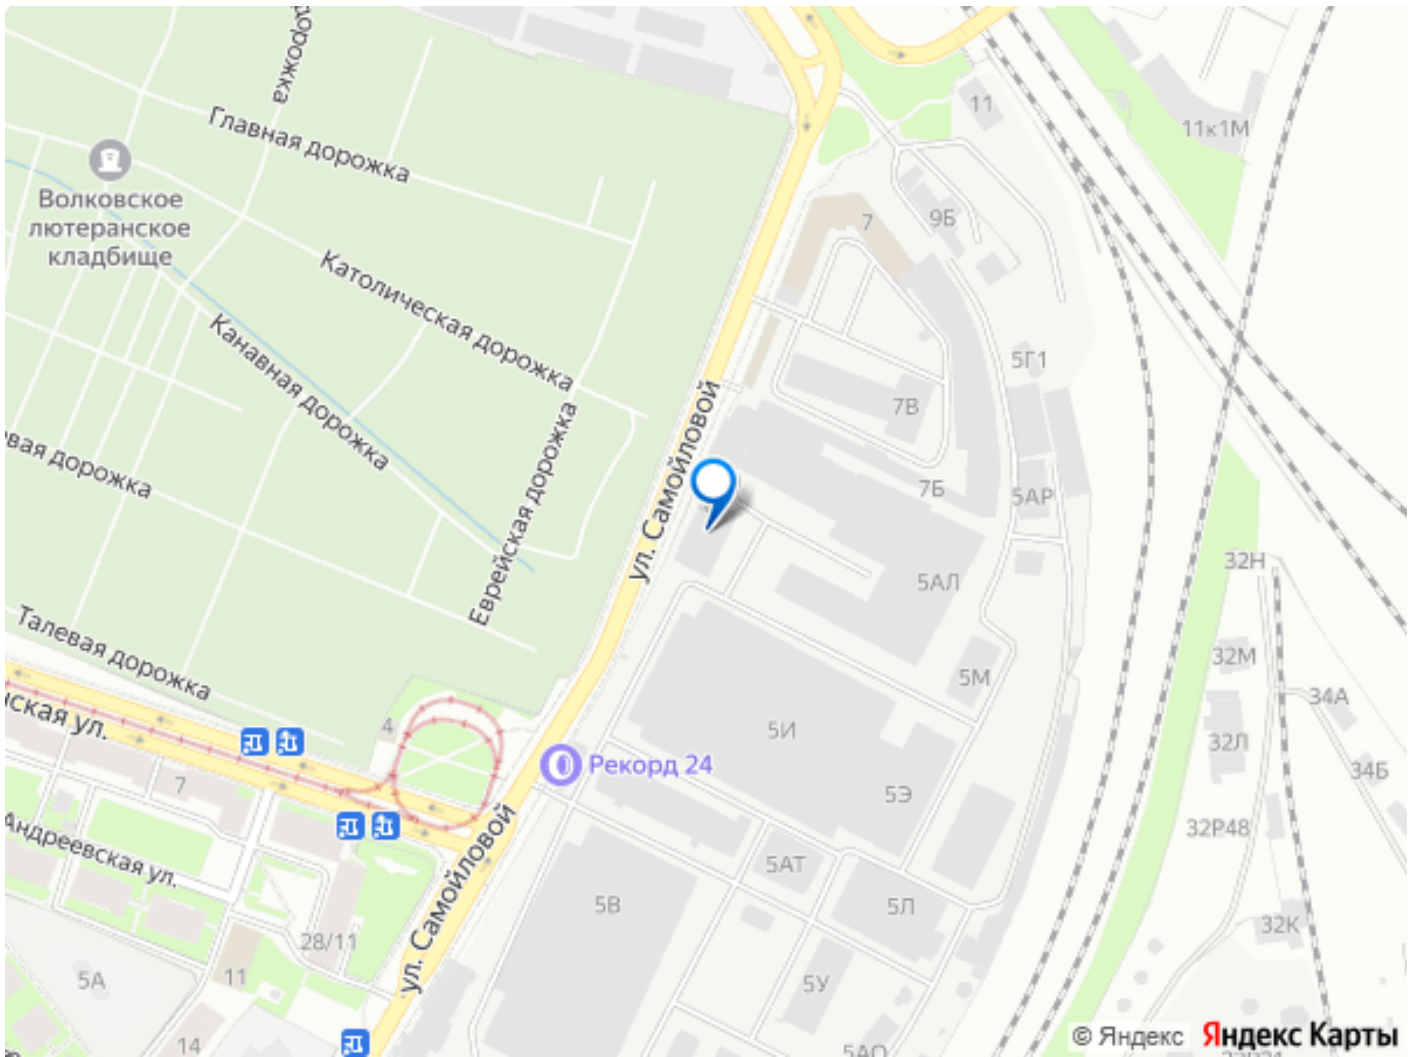 дорожка
Главная дорожка
Волковское
лютеранское
кладбище
Католическая дорожка
Канавная дорожка
Еврейская дорожка
вая дорожка
Талевая дорожка
ская ул.
Андреевская ул.
ул. Самойловой
ул. Самойловой
Рекорд 24
11
11к1М
9Б
7
5Г1
7В
7Б
5АР
5АЛ
32Н
5М
32М
34А
4
5И
32Л
34Б
7
5Э
32Р48
5АТ
5В
5Л
32К
28/11
11
5А
5У
14
5АО
© Яндекс
Яндекс Карты